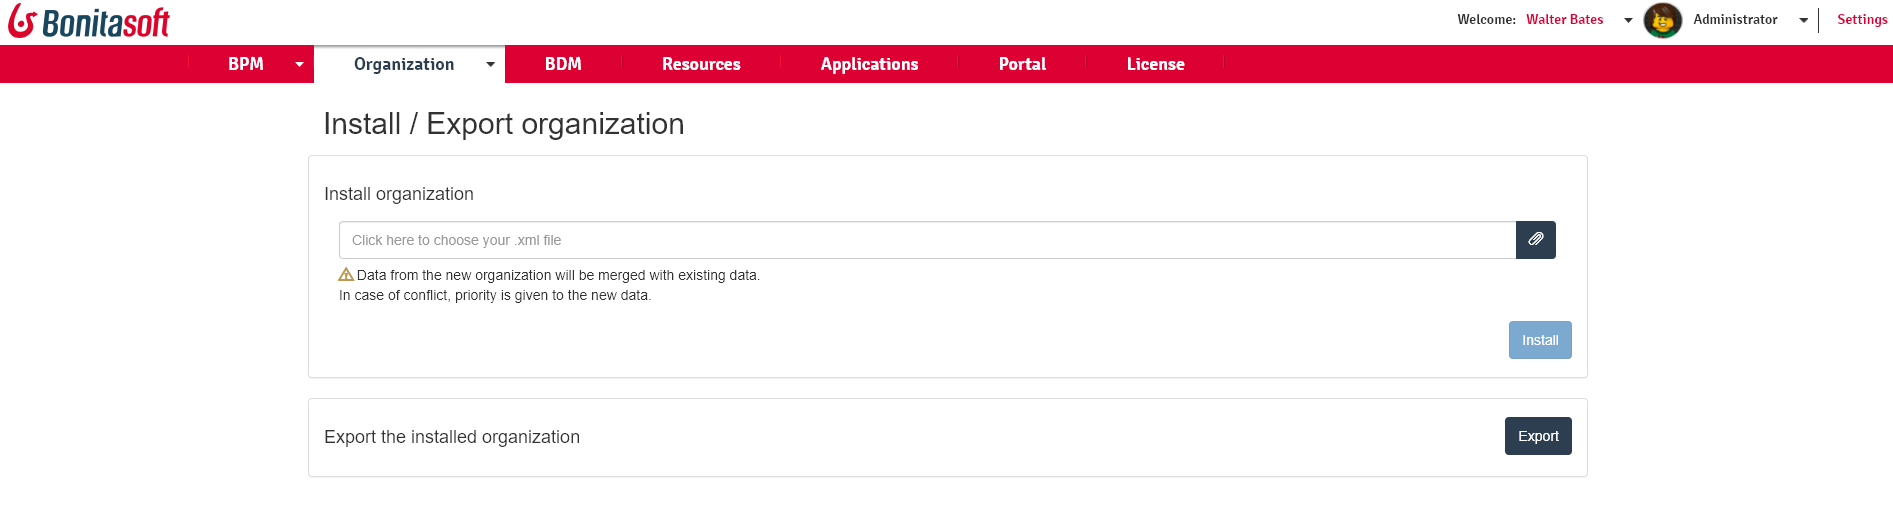 Bonitasoft
Welcome: Walter Bates Administrator Settings
BPM Organization BDM Resources Applications Portal License
Install / Export organization
Install organization
Click here to choose your .xml file
Data from the new organization will be merged with existing data.
In case of conflict, priority is given to the new data.
Install
Export the installed organization Export